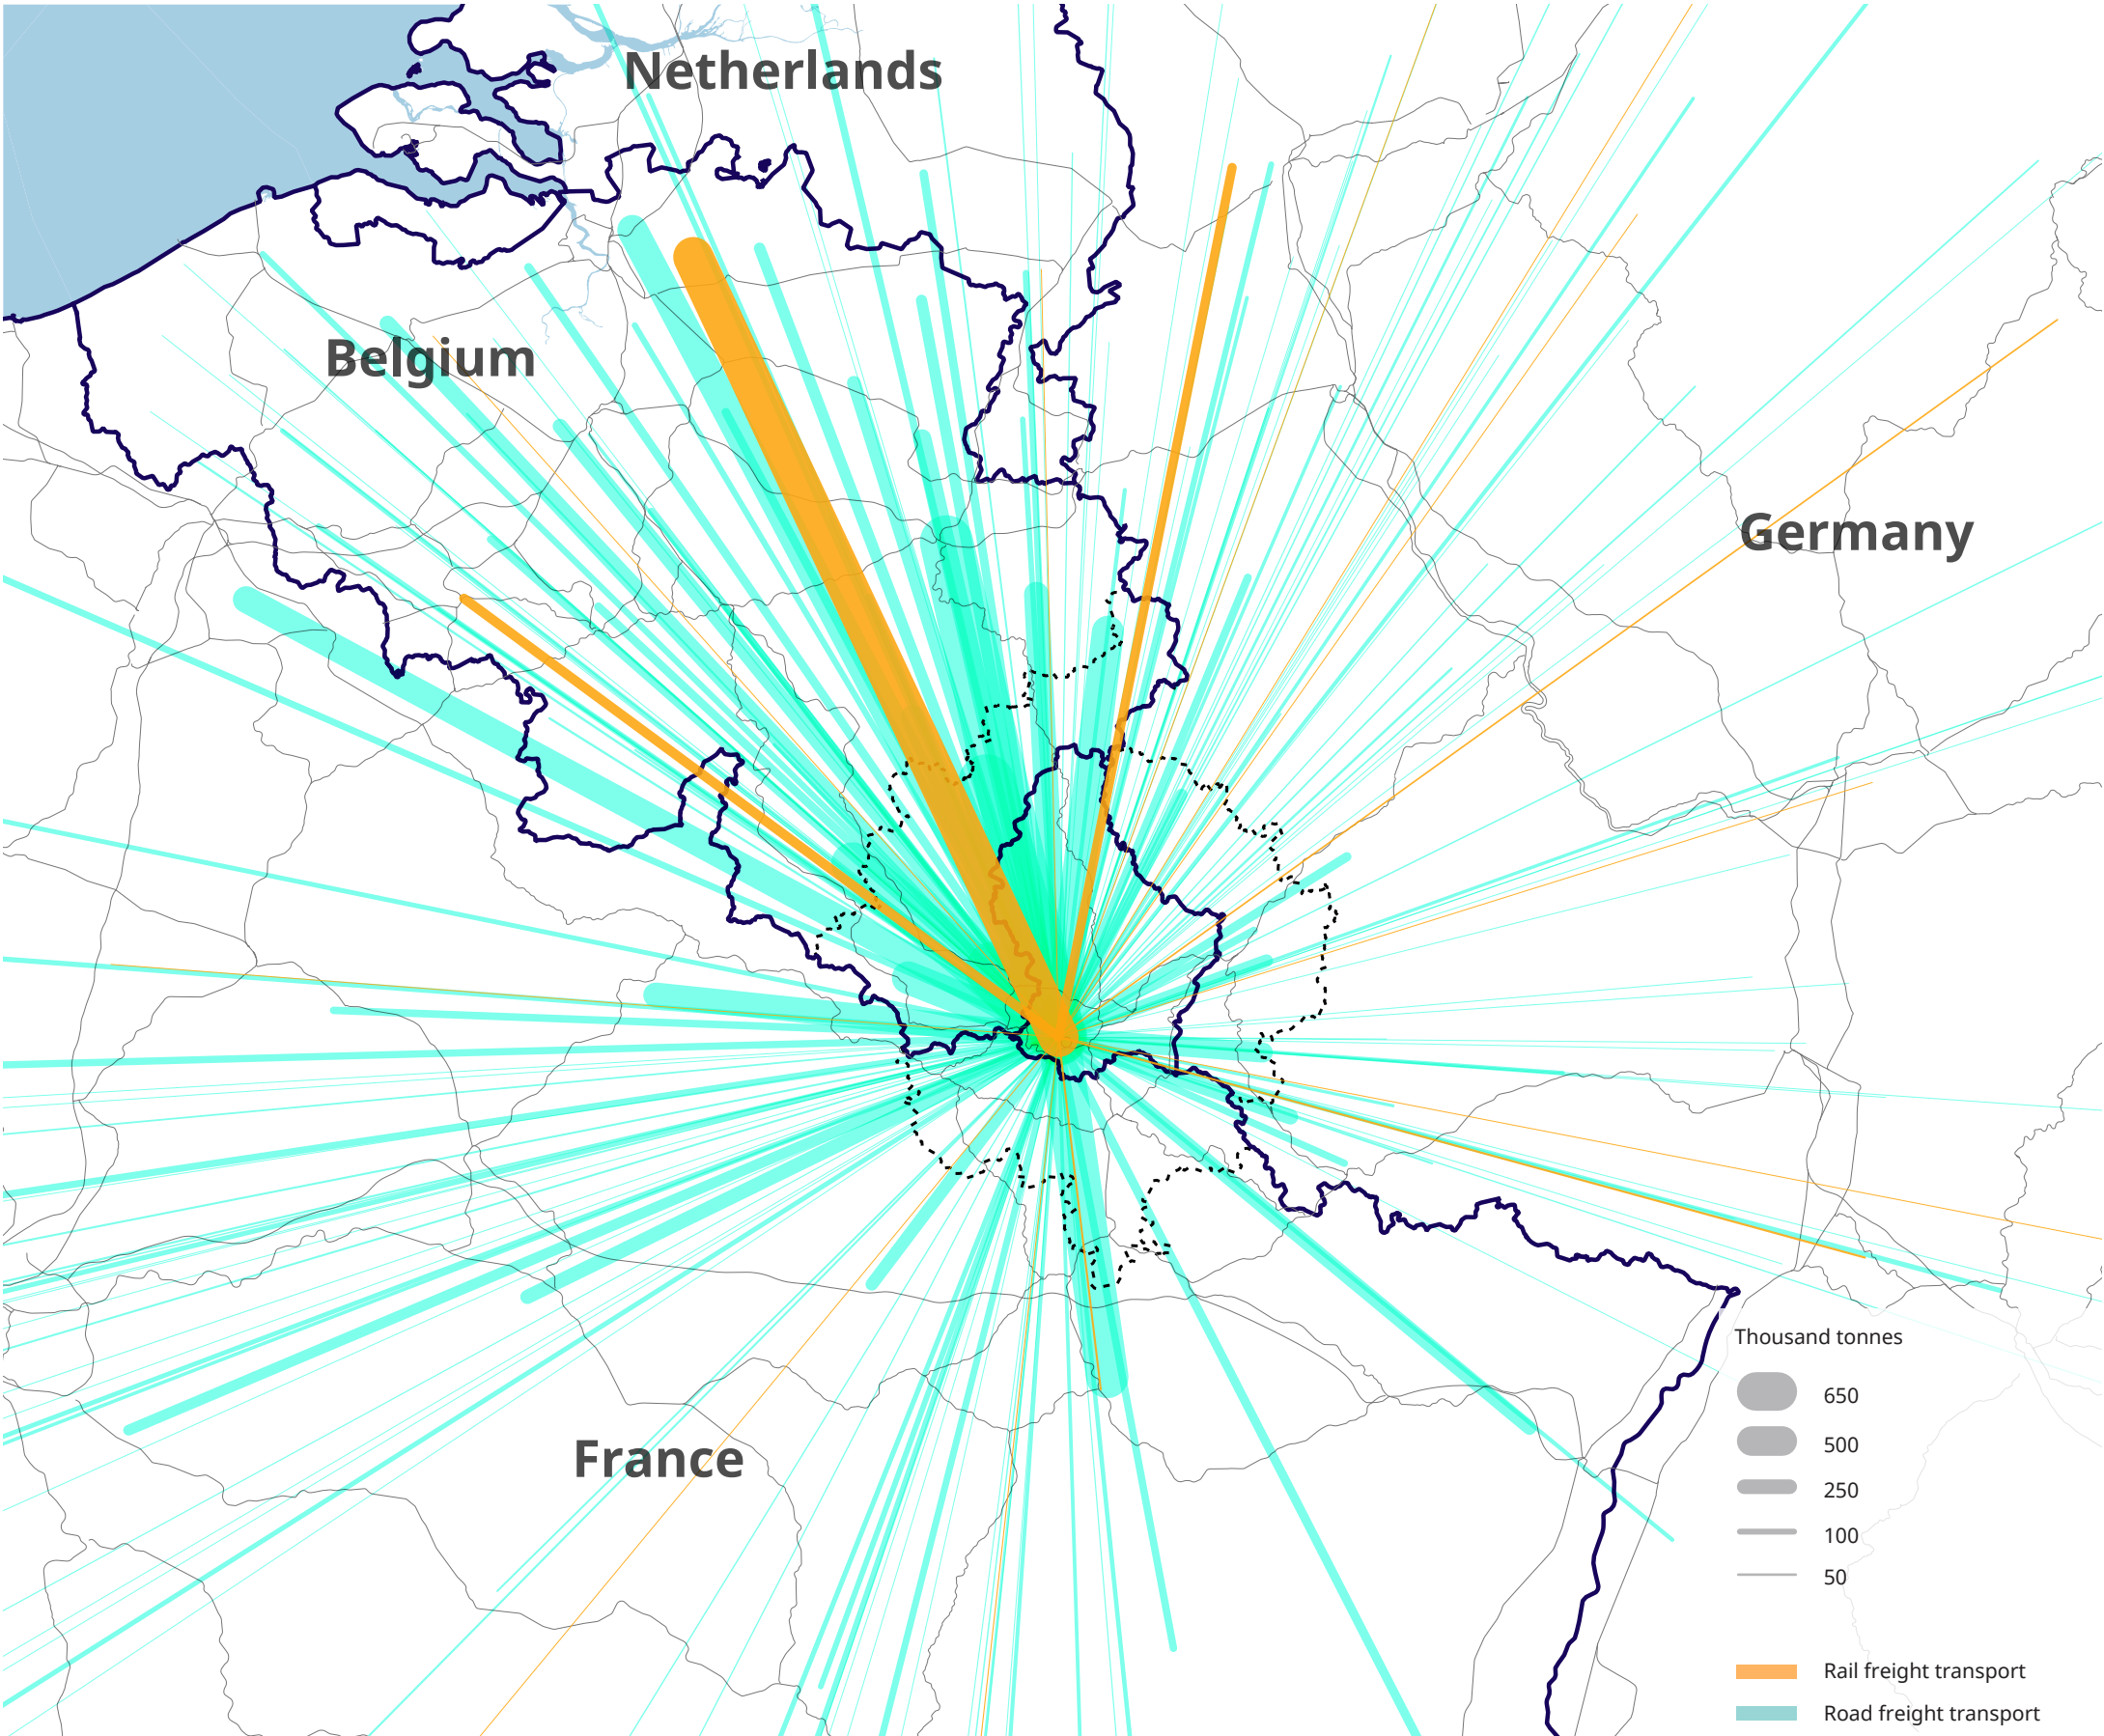 Netherlands
Belgium
Germany
France
Thousand tonnes
650
500
250
100
50
Rail freight transport
Road freight transport